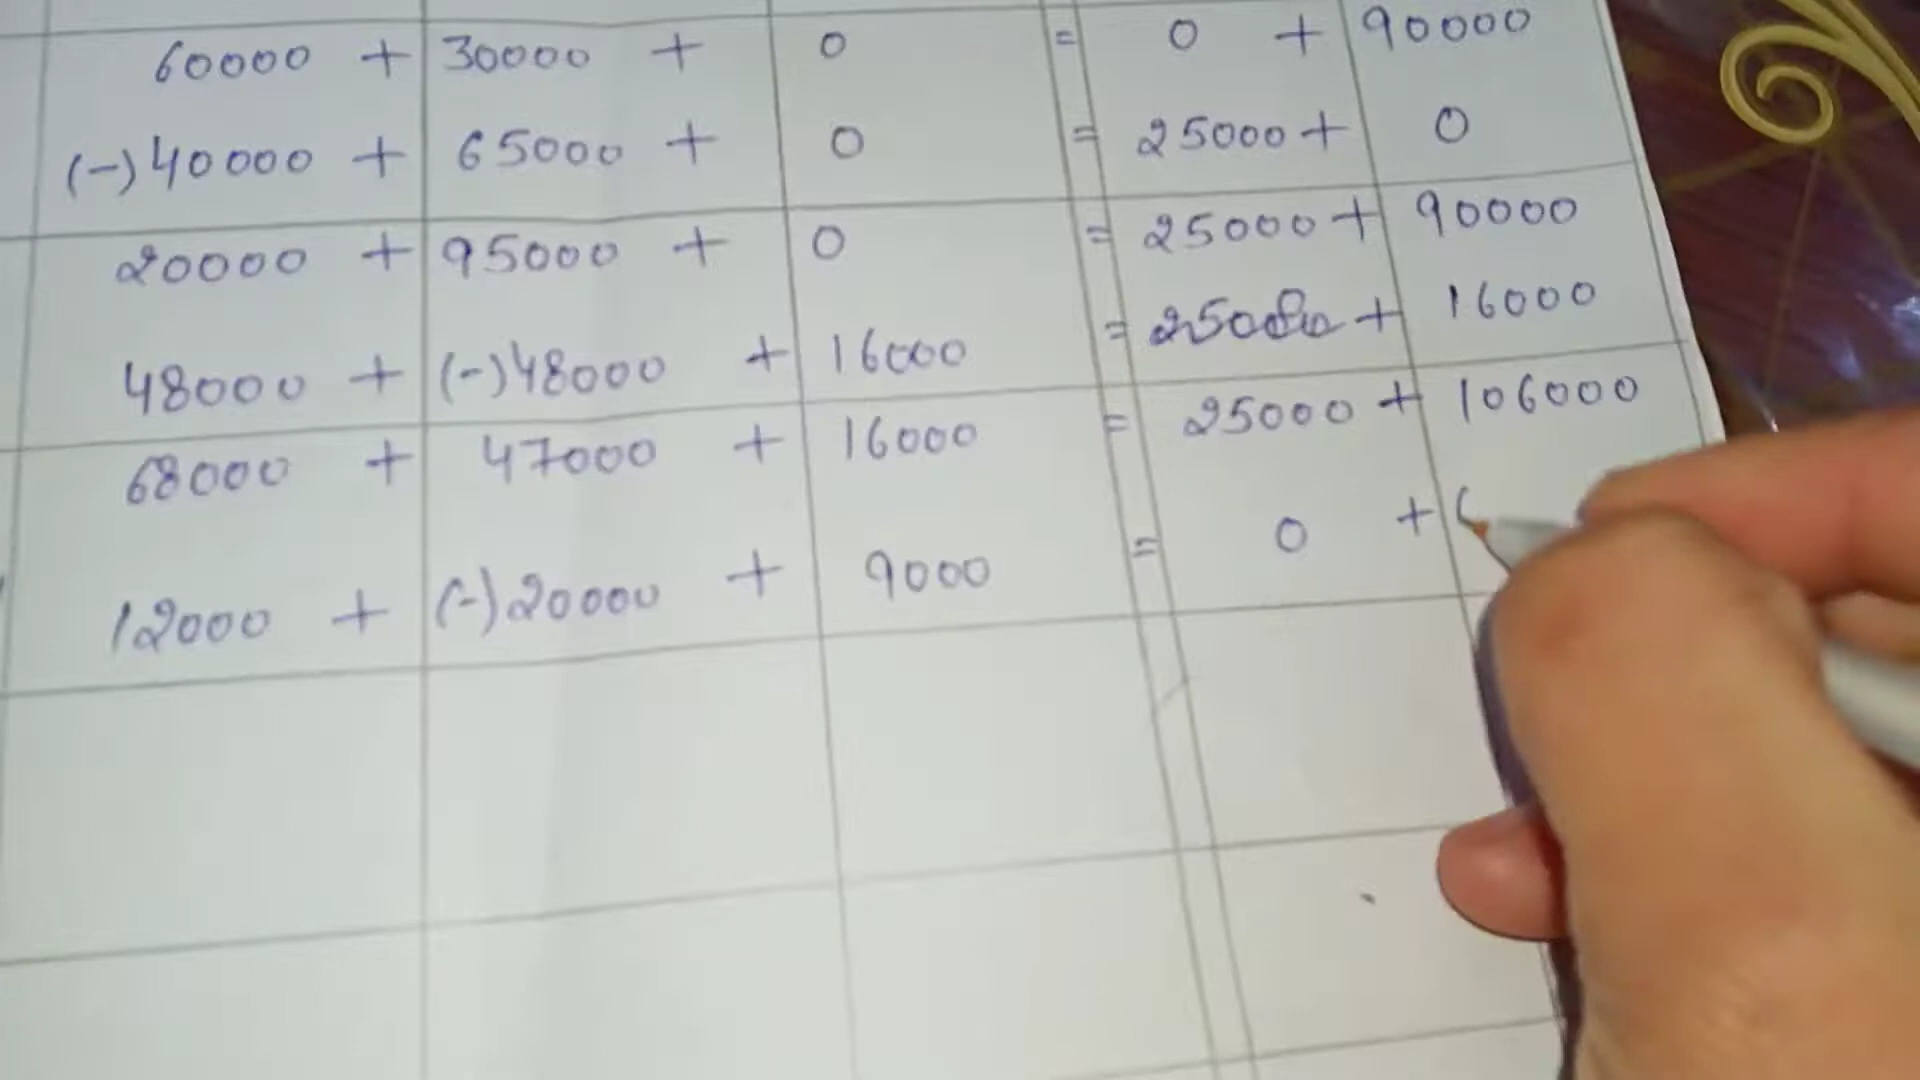 60000 + 30000 + 0 = 0 + 90000
(-) 40000 + 65000 + 0 = 25000 + 0
20000 + 95000 + 0 = 25000 + 90000
48000 + (-) 48000 + 16000 = + 16000
68000 + 47000 + 16000 = 25000 + 106000
12000 + (-) 20000 + 9000 = 0 + (